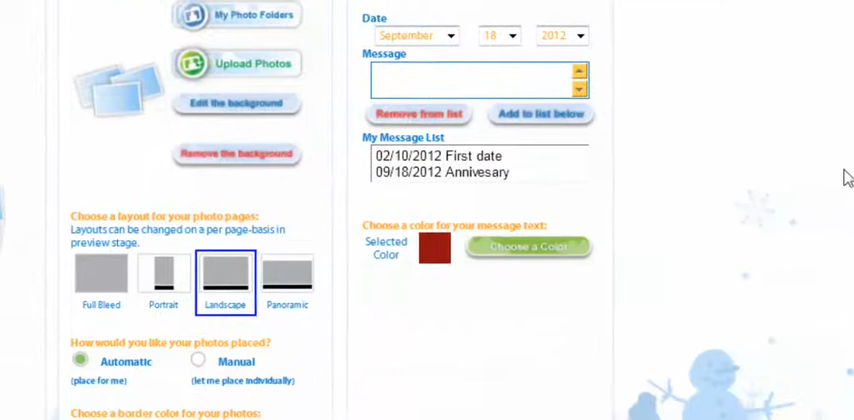 My Photo Folders
Upload Photos
Edit the background
Remove the background
Choose a layout for your photo pages:
Layouts can be changed on a per page-basis in
preview stage.
Full Bleed
Portrait
Landscape
Panoramic
How would you like your photos placed?
Automatic
Manual
(place for me)
(let me place individually)
Choose a border color for your photos:
Date
September
18
2012
Message
Remove from list
Add to list below
My Message List
02/10/2012 First date
09/18/2012 Annivesary
Choose a color for your message text:
Selected
Color
Choose a Color